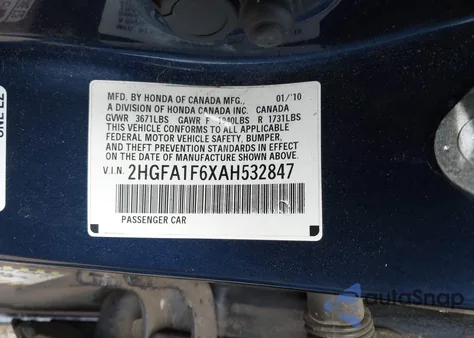 MFD. BY HONDA OF CANADA MFG., 01/'10
A DIVISION OF HONDA CANADA INC. CANADA
GVWR 3671LBS GAWR F 1940LBS R 1731LBS
THIS VEHICLE CONFORMS TO ALL APPLICABLE
FEDERAL MOTOR VEHICLE SAFETY, BUMPER,
AND THEFT PREVENTION STANDARDS IN EFFECT
ON THE DATE OF MANUFACTURE SHOWN ABOVE.
V.I.N. 2HGFA1F6XAH532847
PASSENGER CAR
autoSnap